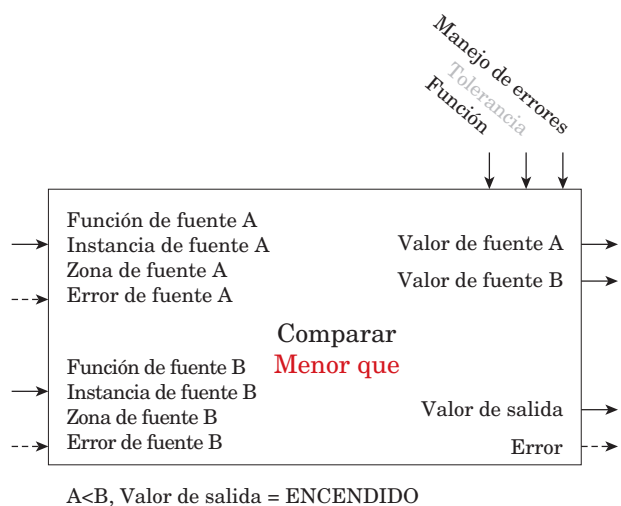 Manejo de errores
Tolerancia
Función
Función de fuente A
Instancia de fuente A
Zona de fuente A
Error de fuente A
Valor de fuente A
Valor de fuente B
Comparar
Menor que
Función de fuente B
Instancia de fuente B
Zona de fuente B
Error de fuente B
Valor de salida
Error
A<B, Valor de salida = ENCENDIDO